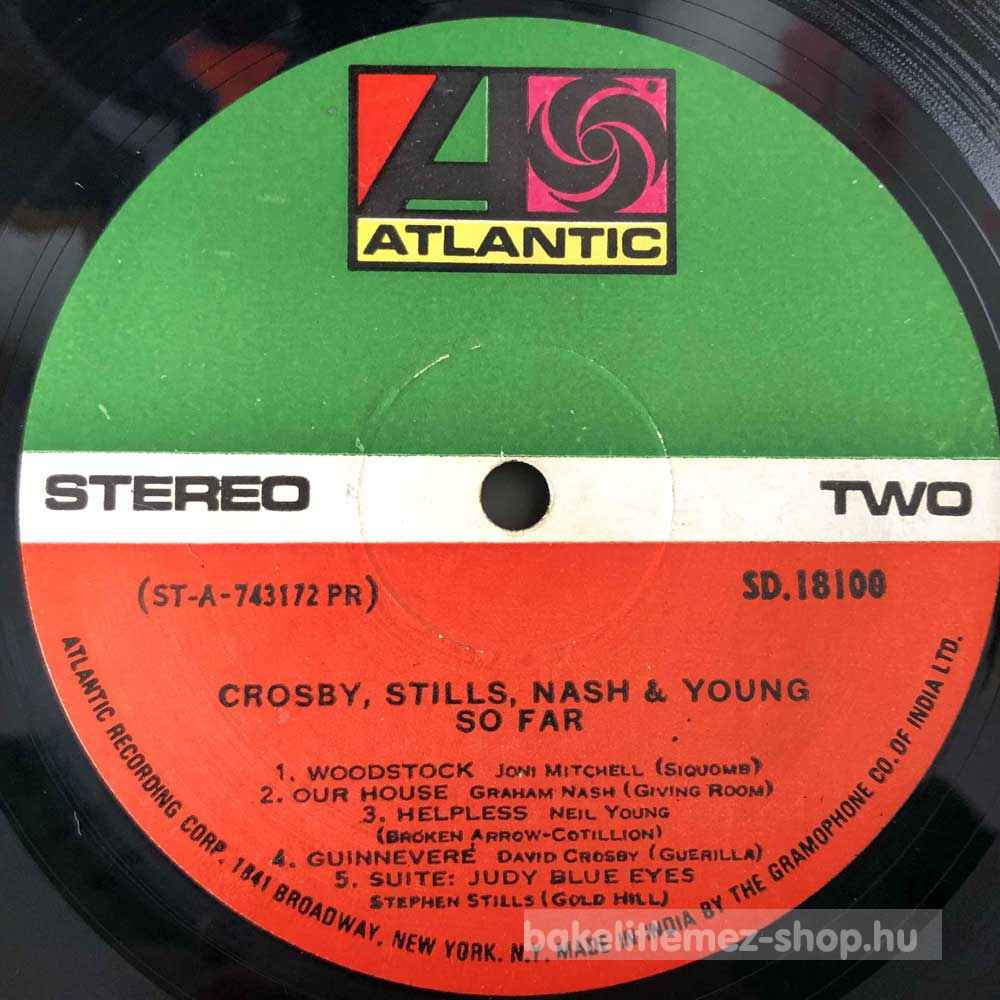 ATLANTIC
STEREO
TWO
(ST-A-743172 PR)
SD.18100
CROSBY, STILLS, NASH & YOUNG
SO FAR
1. WOODSTOCK JONI MITCHELL (SIQUOMB)
2. OUR HOUSE GRAHAM NASH (GIVING ROOM)
3. HELPLESS NEIL YOUNG
(BROKEN ARROW-COTILLION)
4. GUINNEVERE DAVID CROSBY (GUERILLA)
5. SUITE: JUDY BLUE EYES
STEPHEN STILLS (GOLD HILL)
ATLANTIC RECORDING CORP. 1841 BROADWAY, NEW YORK. N.Y. MADE IN INDIA BY THE GRAMOPHONE CO. OF INDIA LTD.
bakelitlemez-shop.hu